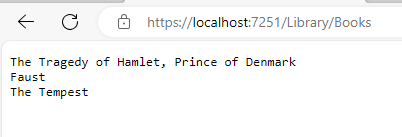 https://localhost:7251/Library/Books
The Tragedy of Hamlet, Prince of Denmark
Faust
The Tempest